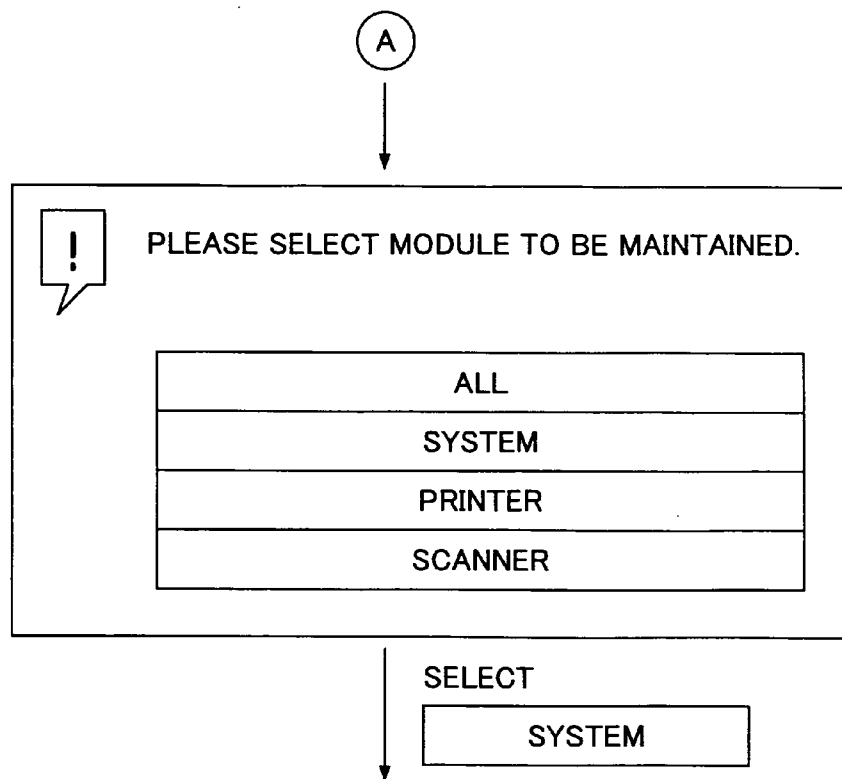 A
! PLEASE SELECT MODULE TO BE MAINTAINED.
ALL
SYSTEM
PRINTER
SCANNER
SELECT
SYSTEM